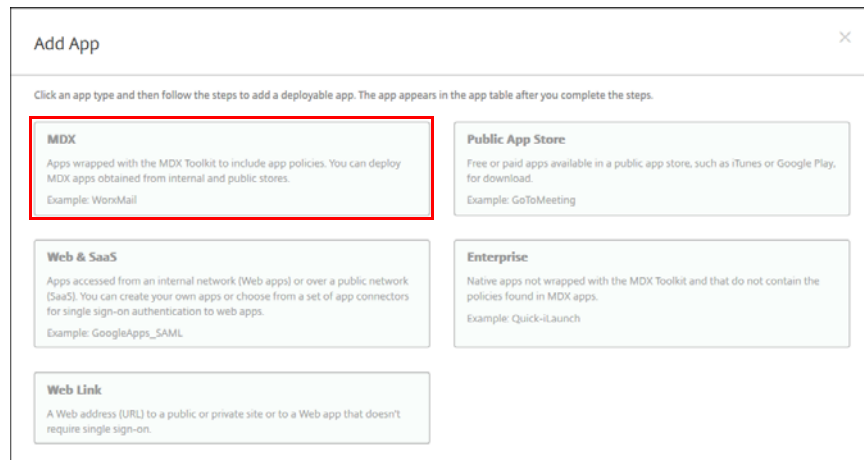 Add App
Click an app type and then follow the steps to add a deployable app. The app appears in the app table after you complete the steps.
MDX
Apps wrapped with the MDX Toolkit to include app policies. You can deploy
MDX apps obtained from internal and public stores.
Example: WorxMail
Public App Store
Free or paid apps available in a public app store, such as iTunes or Google Play,
for download.
Example: GoToMeeting
Web & SaaS
Apps accessed from an internal network (Web apps) or over a public network
(SaaS). You can create your own apps or choose from a set of app connectors
for single sign-on authentication to web apps.
Example: GoogleApps_SAML
Enterprise
Native apps not wrapped with the MDX Toolkit and that do not contain the
policies found in MDX apps.
Example: Quick-iLaunch
Web Link
A Web address (URL) to a public or private site or to a Web app that doesn't
require single sign-on.